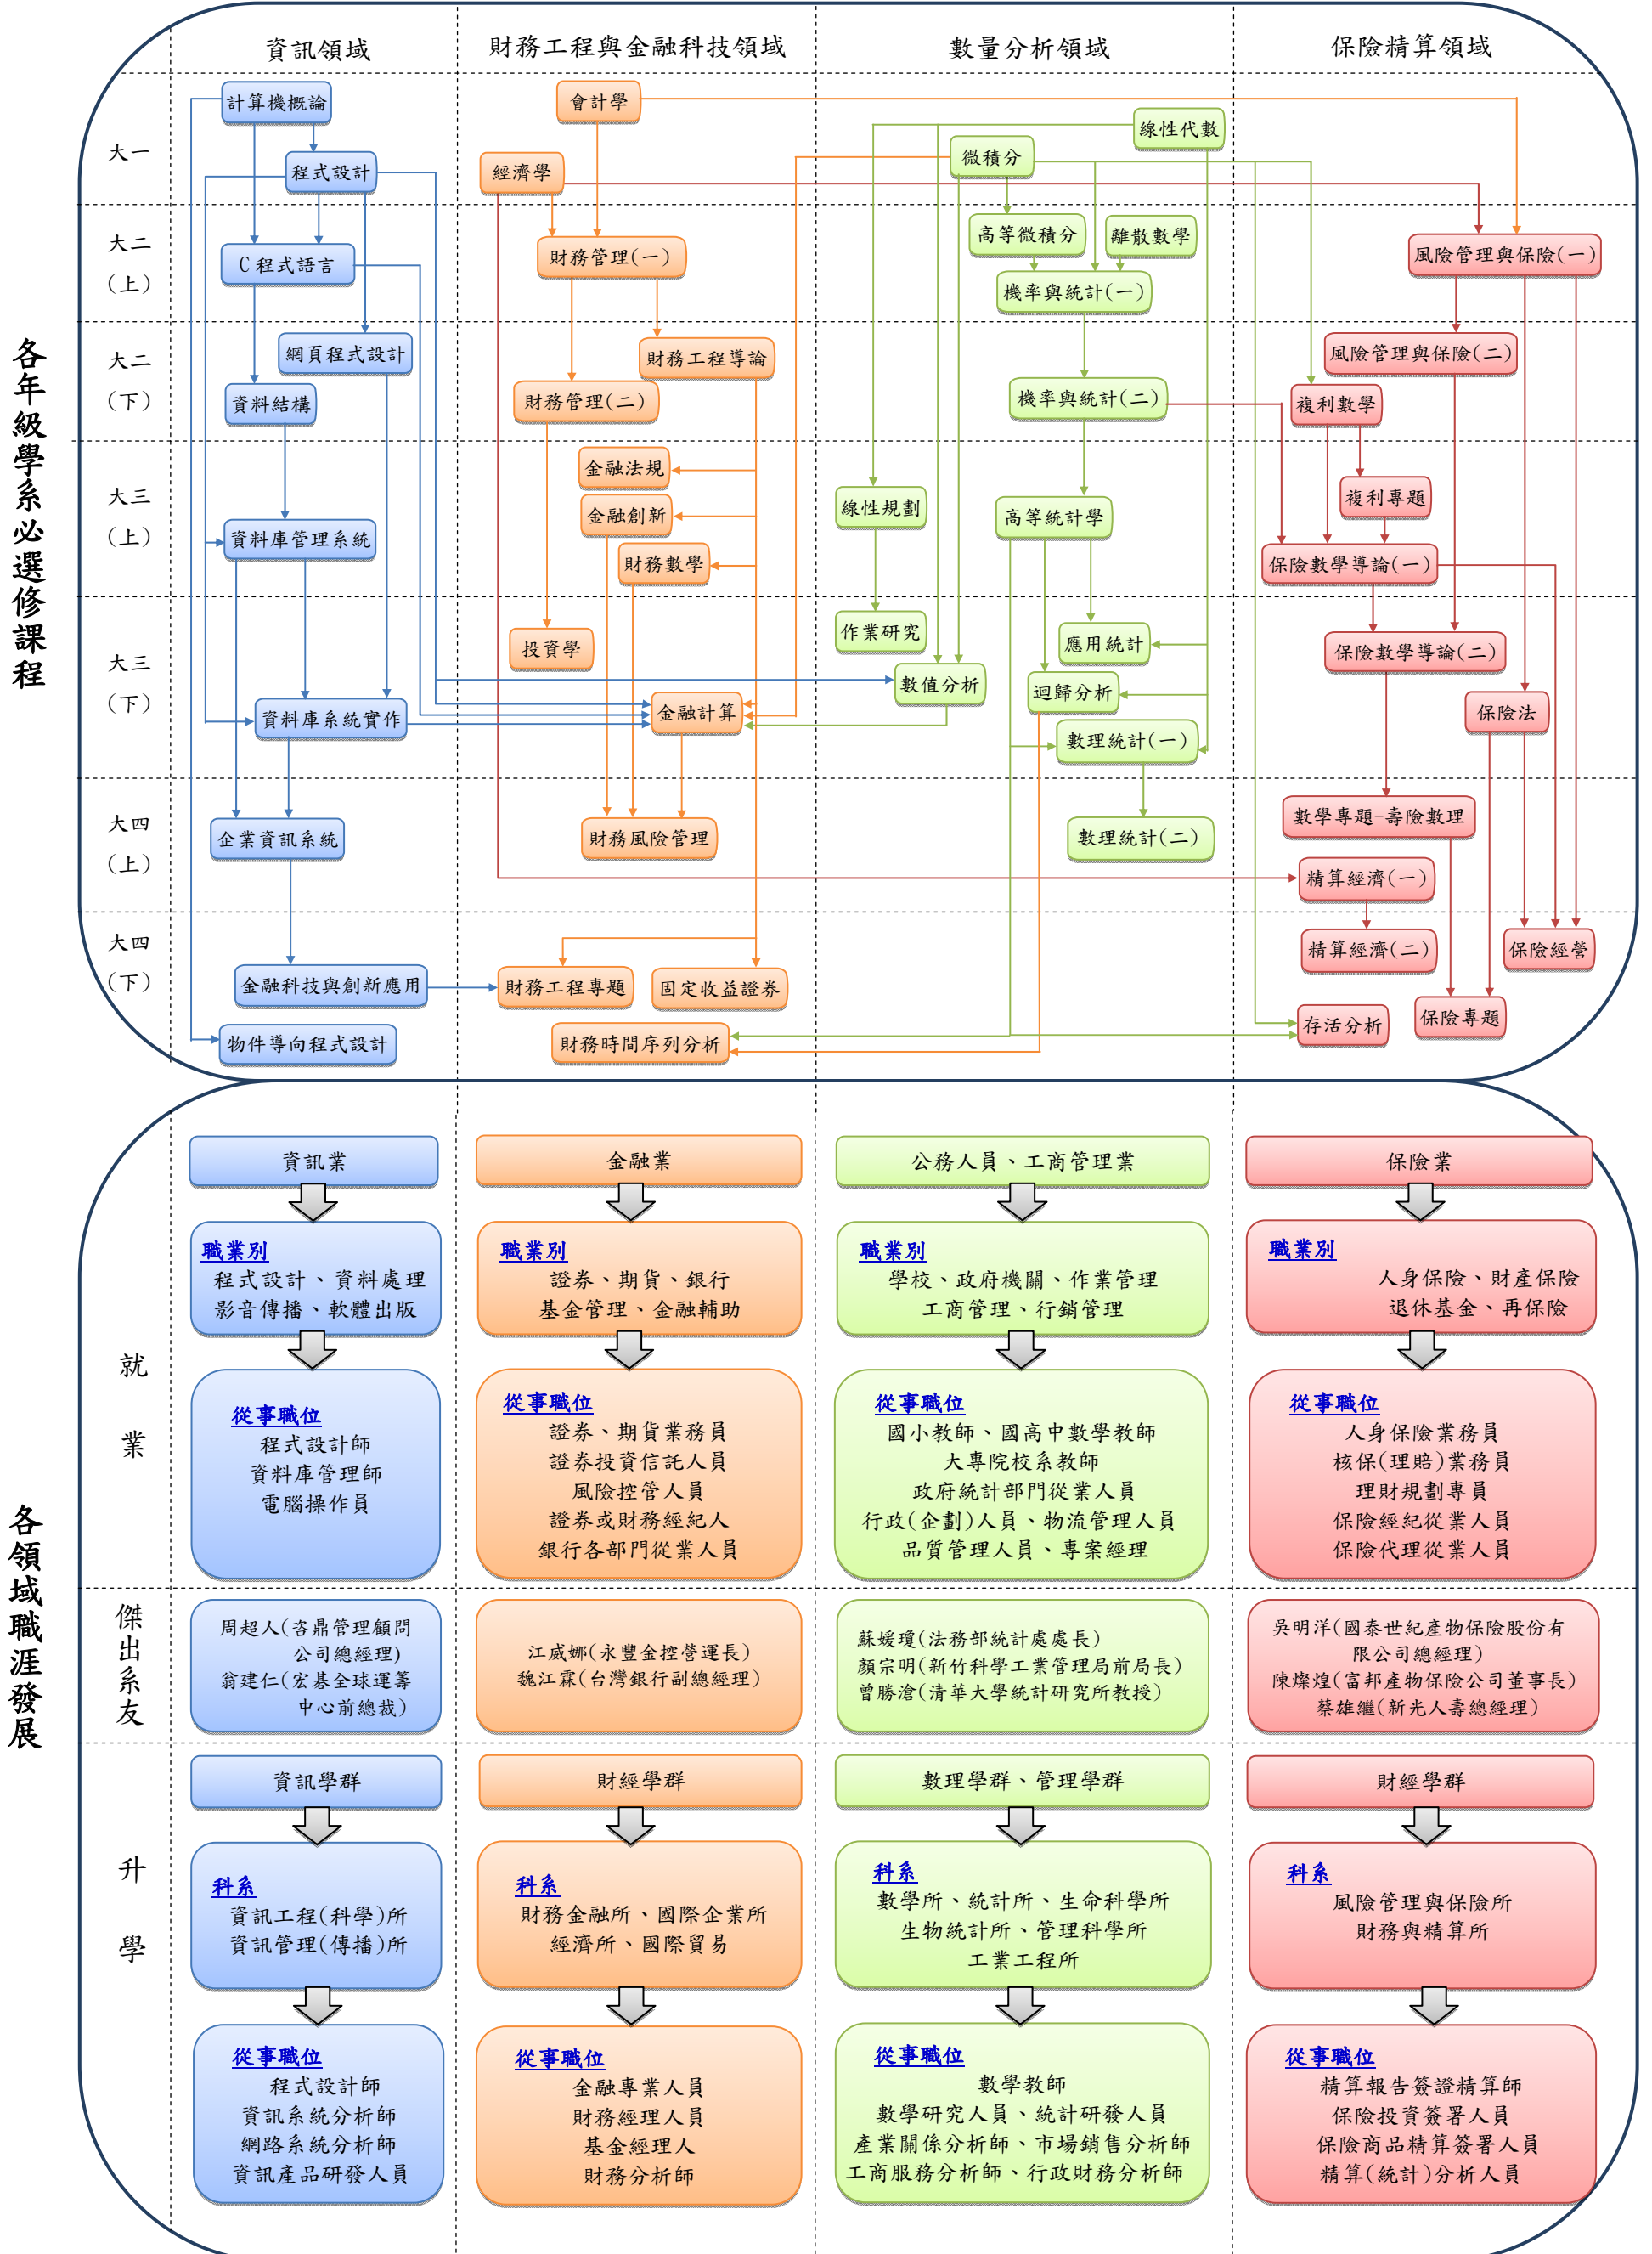 各年級學系必選修課程
資訊領域
財務工程與金融科技領域
數量分析領域
保險精算領域
大一
計算機概論
會計學
線性代數
程式設計
經濟學
微積分
大二
(上)
C 程式語言
財務管理(一)
高等微積分
離散數學
機率與統計(一)
風險管理與保險(一)
大二
(下)
網頁程式設計
資料結構
財務工程導論
財務管理(二)
機率與統計(二)
風險管理與保險(二)
複利數學
大三
(上)
資料庫管理系統
金融法規
金融創新
財務數學
線性規劃
高等統計學
複利專題
保險數學導論(一)
大三
(下)
資料庫系統實作
投資學
金融計算
作業研究
數值分析
應用統計
迴歸分析
數理統計(一)
保險數學導論(二)
保險法
大四
(上)
企業資訊系統
財務風險管理
數理統計(二)
數學專題-壽險數理
精算經濟(一)
大四
(下)
金融科技與創新應用
物件導向程式設計
財務工程專題
固定收益證券
財務時間序列分析
精算經濟(二)
保險經營
保險專題
存活分析
各領域職涯發展
就業
資訊業
職業別
程式設計、資料處理
影音傳播、軟體出版
從事職位
程式設計師
資料庫管理師
電腦操作員
金融業
職業別
證券、期貨、銀行
基金管理、金融輔助
從事職位
證券、期貨業務員
證券投資信託人員
風險控管人員
證券或財務經紀人
銀行各部門從業人員
公務人員、工商管理業
職業別
學校、政府機關、作業管理
工商管理、行銷管理
從事職位
國小教師、國高中數學教師
大專院校系教師
政府統計部門從業人員
行政(企劃)人員、物流管理人員
品質管理人員、專案經理
保險業
職業別
人身保險、財產保險
退休基金、再保險
從事職位
人身保險業務員
核保(理賠)業務員
理財規劃專員
保險經紀從業人員
保險代理從業人員
傑出系友
周超人(咨鼎管理顧問
公司總經理)
翁建仁(宏碁全球運籌
中心前總裁)
江威娜(永豐金控營運長)
魏江霖(台灣銀行副總經理)
蘇媛瓊(法務部統計處處長)
顏宗明(新竹科學工業管理局前局長)
曾勝滄(清華大學統計研究所教授)
吳明洋(國泰世紀產物保險股份有
限公司總經理)
陳燦煌(富邦產物保險公司董事長)
蔡雄繼(新光人壽總經理)
升學
資訊學群
科系
資訊工程(科學)所
資訊管理(傳播)所
從事職位
程式設計師
資訊系統分析師
網路系統分析師
資訊產品研發人員
財經學群
科系
財務金融所、國際企業所
經濟所、國際貿易
從事職位
金融專業人員
財務經理人員
基金經理人
財務分析師
數理學群、管理學群
科系
數學所、統計所、生命科學所
生物統計所、管理科學所
工業工程所
從事職位
數學教師
數學研究人員、統計研發人員
產業關係分析師、市場銷售分析師
工商服務分析師、行政財務分析師
財經學群
科系
風險管理與保險所
財務與精算所
從事職位
精算報告簽證精算師
保險投資簽署人員
保險商品精算簽署人員
精算(統計)分析人員